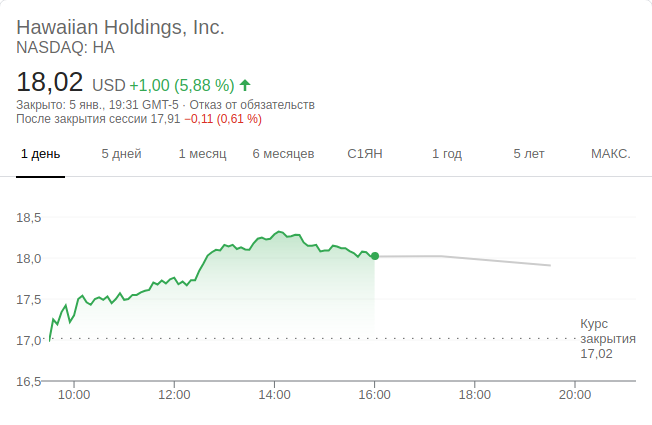 Hawaiian Holdings, Inc.
NASDAQ: HA
18,02 USD +1,00 (5,88 %)
Закрыто: 5 янв., 19:31 GMT-5 · Отказ от обязательств
После закрытия сессии 17,91 −0,11 (0,61 %)
1 день 5 дней 1 месяц 6 месяцев С1ЯН 1 год 5 лет МАКС.
18,5
18,0
17,5
17,0
Курс
закрытия
17,02
16,5
10:00 12:00 14:00 16:00 18:00 20:00